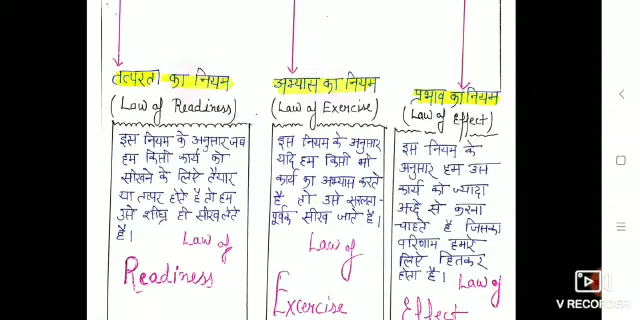 तत्परता का नियम
(Law of Readiness)
इस नियम के अनुसार जब
हम किसी कार्य को
सीखने के लिए तैयार
या तत्पर होते है तो हम
उसे शीघ्र ही सीख लेते
है।
Law of
Readiness
अभ्यास का नियम
(Law of Exercise)
इस नियम के अनुसार
यदि हम किसी भी
कार्य का अभ्यास करते
है तो उसे सरलता-
पूर्वक सीख जाते है।
Law of
Exercise
प्रभाव का नियम
(Law of Effect)
इस नियम के
अनुसार हम उस
कार्य को ज्यादा
अच्छे से करना
चाहते है जिसका
परिणाम हमारे
लिए हितकर
होता है।
Law of
Effect
V RECORDER